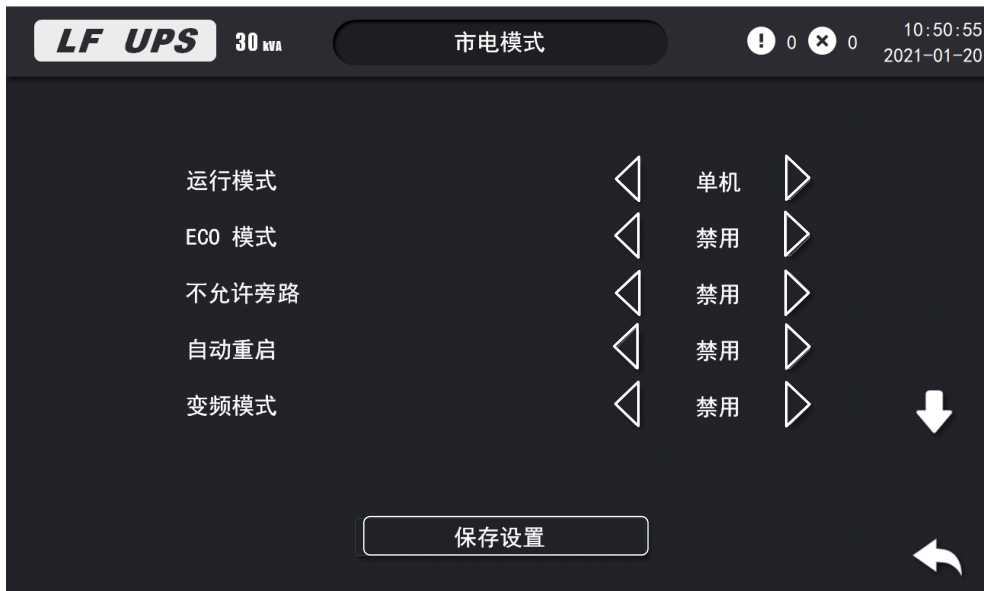 LF UPS 30 kVA 市电模式 0 0 10:50:55
2021-01-20
运行模式 单机
ECO 模式 禁用
不允许旁路 禁用
自动重启 禁用
变频模式 禁用
保存设置